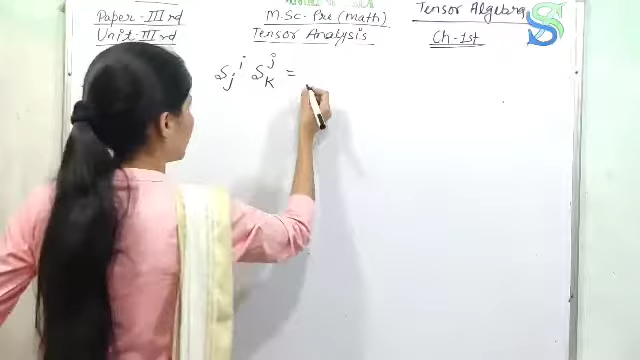 Paper-IIIrd
Unit-IIIrd
M.Sc-Pre (Math)
Tensor Analysis
Tensor Algebra
Ch-1st
δ_j^i δ_k^j =